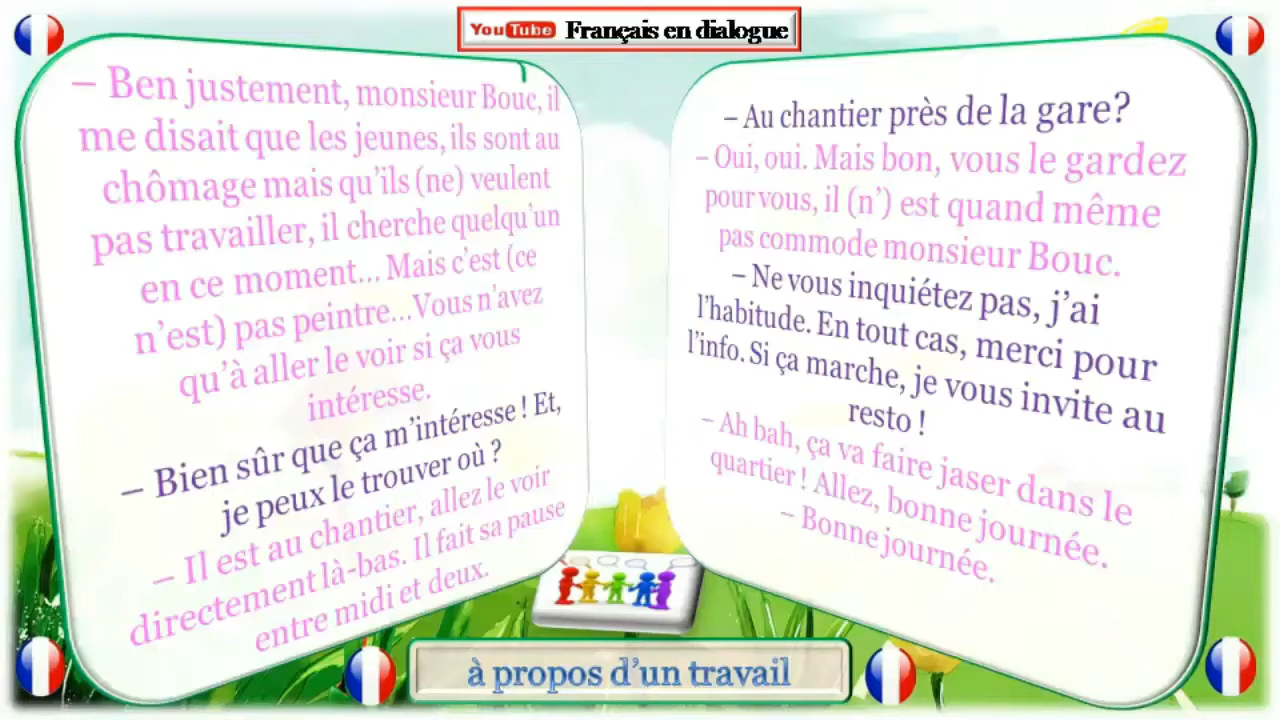 YouTube Français en dialogue
– Ben justement, monsieur Bouc, il
me disait que les jeunes, ils sont au
chômage mais qu'ils (ne) veulent
pas travailler, il cherche quelqu'un
en ce moment... Mais c'est (ce
n'est) pas peintre...Vous n'avez
qu'à aller le voir si ça vous
intéresse.
– Bien sûr que ça m'intéresse ! Et,
je peux le trouver où ?
– Il est au chantier, allez le voir
directement là-bas. Il fait sa pause
entre midi et deux.
– Au chantier près de la gare?
– Oui, oui. Mais bon, vous le gardez
pour vous, il (n') est quand même
pas commode monsieur Bouc.
– Ne vous inquiétez pas, j'ai
l'habitude. En tout cas, merci pour
l'info. Si ça marche, je vous invite au
resto !
– Ah bah, ça va faire jaser dans le
quartier ! Allez, bonne journée.
– Bonne journée.
à propos d'un travail